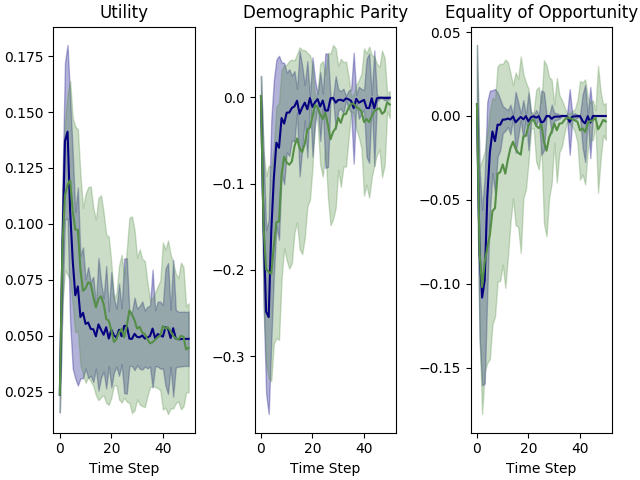 Utility
0.175
0.150
0.125
0.100
0.075
0.050
0.025
0 20 40
Time Step
Demographic Parity
0.0
−0.1
−0.2
−0.3
0 20 40
Time Step
Equality of Opportunity
0.05
0.00
−0.05
−0.10
−0.15
0 20 40
Time Step